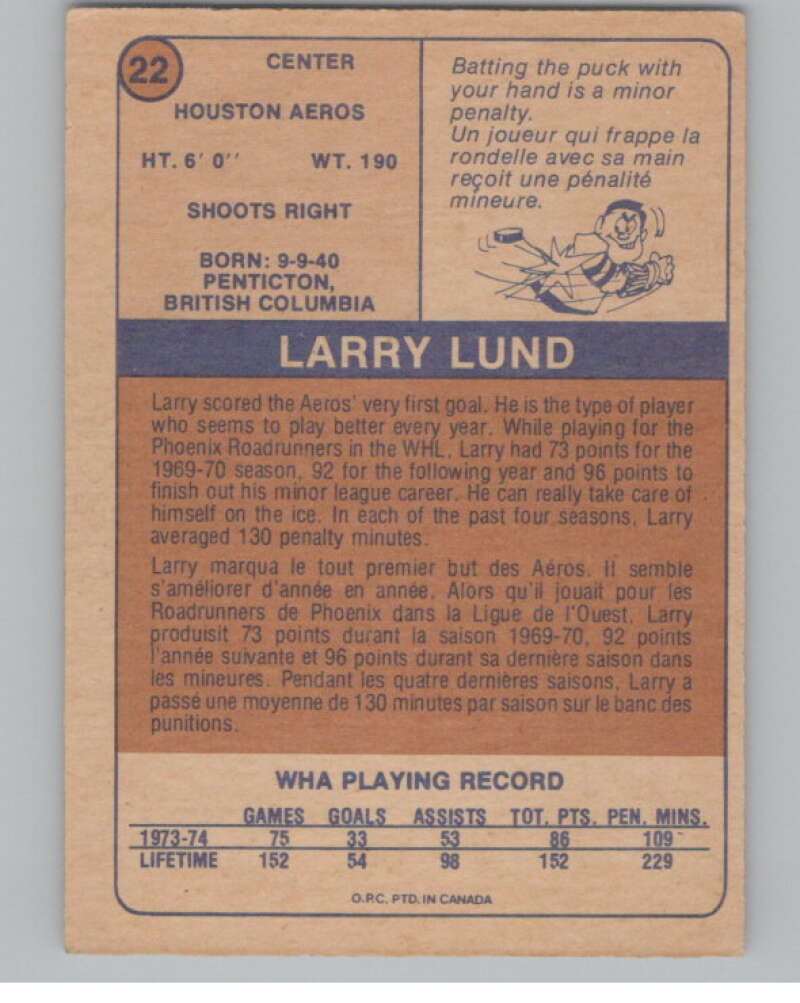 22
CENTER
HOUSTON AEROS
HT. 6' 0'' WT. 190
SHOOTS RIGHT
BORN: 9-9-40
PENTICTON,
BRITISH COLUMBIA
Batting the puck with
your hand is a minor
penalty.
Un joueur qui frappe la
rondelle avec sa main
reçoit une pénalité
mineure.
LARRY LUND
Larry scored the Aeros' very first goal. He is the type of player
who seems to play better every year. While playing for the
Phoenix Roadrunners in the WHL, Larry had 73 points for the
1969-70 season, 92 for the following year and 96 points to
finish out his minor league career. He can really take care of
himself on the ice. In each of the past four seasons, Larry
averaged 130 penalty minutes.
Larry marqua le tout premier but des Aéros. Il semble
s'améliorer d'année en année. Alors qu'il jouait pour les
Roadrunners de Phoenix dans la Ligue de l'Ouest, Larry
produisit 73 points durant la saison 1969-70, 92 points
l'année suivante et 96 points durant sa dernière saison dans
les mineures. Pendant les quatre dernières saisons, Larry a
passé une moyenne de 130 minutes par saison sur le banc des
punitions.
WHA PLAYING RECORD
GAMES GOALS ASSISTS TOT. PTS. PEN. MINS.
1973-74 75 33 53 86 109
LIFETIME 152 54 98 152 229
O.P.C. PTD. IN CANADA